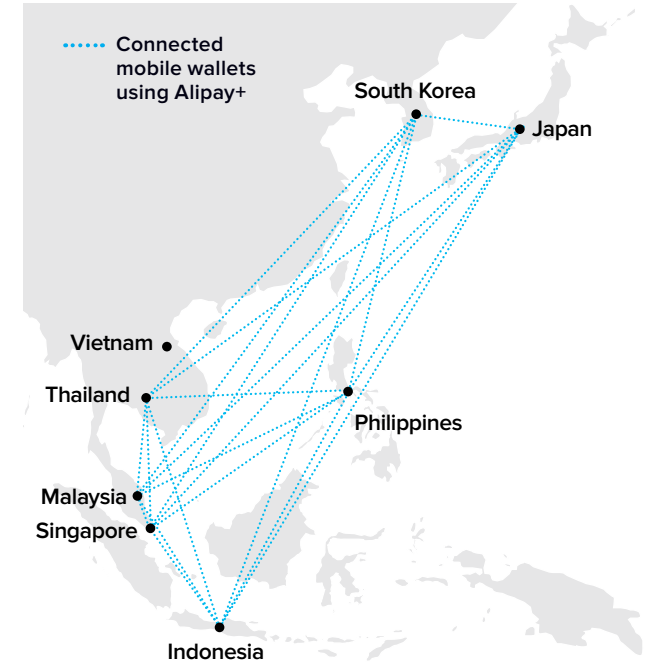 Connected
mobile wallets
using Alipay+
South Korea
Japan
Vietnam
Thailand
Philippines
Malaysia
Singapore
Indonesia